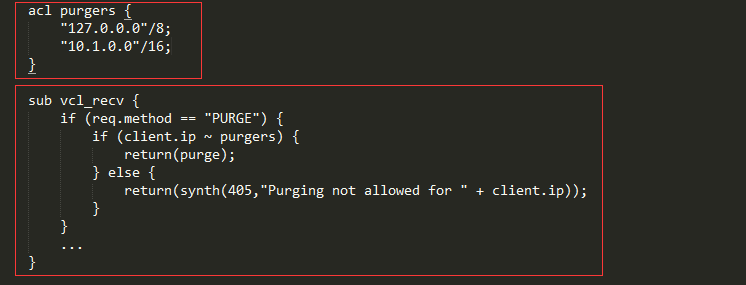 acl purgers {
    "127.0.0.0"/8;
    "10.1.0.0"/16;
}
sub vcl_recv {
    if (req.method == "PURGE") {
        if (client.ip ~ purgers) {
            return(purge);
        } else {
            return(synth(405,"Purging not allowed for " + client.ip));
        }
    }
    ...
}